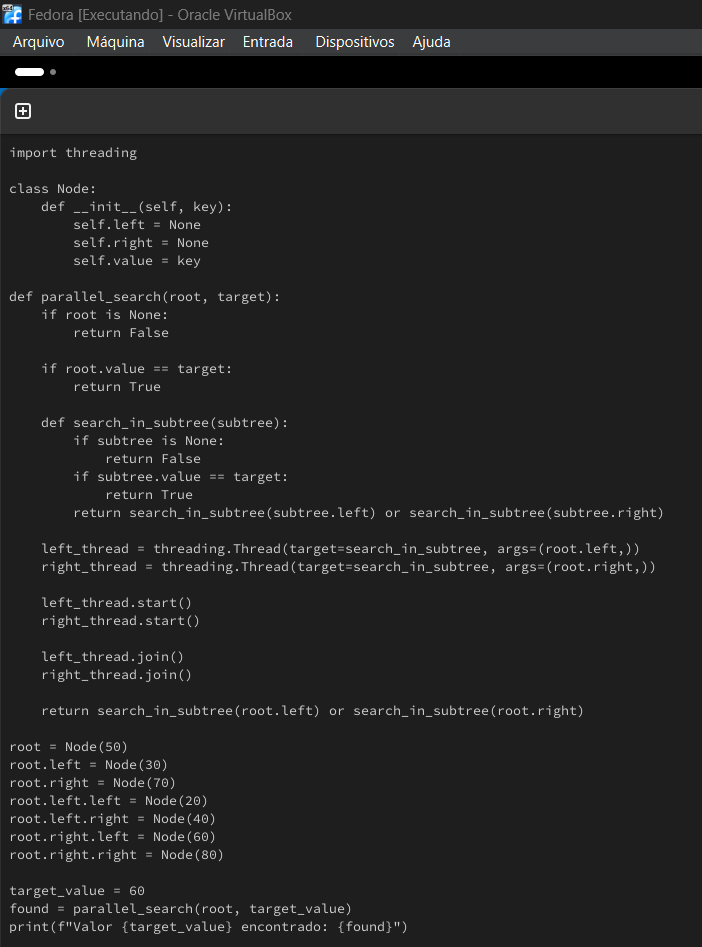 x64
Fedora [Executando] - Oracle VirtualBox
Arquivo Máquina Visualizar Entrada Dispositivos Ajuda
import threading
class Node:
    def __init__(self, key):
        self.left = None
        self.right = None
        self.value = key
def parallel_search(root, target):
    if root is None:
        return False
    if root.value == target:
        return True
    def search_in_subtree(subtree):
        if subtree is None:
            return False
        if subtree.value == target:
            return True
        return search_in_subtree(subtree.left) or search_in_subtree(subtree.right)
    left_thread = threading.Thread(target=search_in_subtree, args=(root.left,))
    right_thread = threading.Thread(target=search_in_subtree, args=(root.right,))
    left_thread.start()
    right_thread.start()
    left_thread.join()
    right_thread.join()
    return search_in_subtree(root.left) or search_in_subtree(root.right)
root = Node(50)
root.left = Node(30)
root.right = Node(70)
root.left.left = Node(20)
root.left.right = Node(40)
root.right.left = Node(60)
root.right.right = Node(80)
target_value = 60
found = parallel_search(root, target_value)
print(f"Valor {target_value} encontrado: {found}")